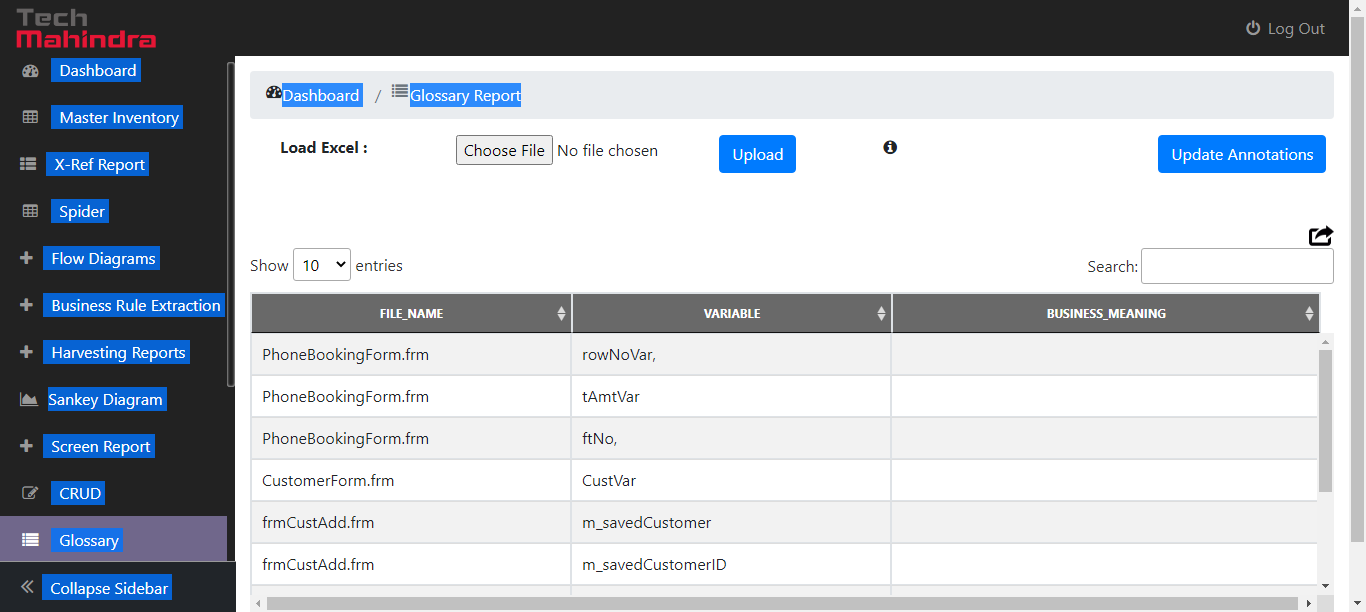 Tech
Mahindra
Log Out
Dashboard
Master Inventory
X-Ref Report
Spider
Flow Diagrams
Business Rule Extraction
Harvesting Reports
Sankey Diagram
Screen Report
CRUD
Glossary
Collapse Sidebar
Dashboard / Glossary Report
Load Excel : Choose File No file chosen Upload Update Annotations
Show 10 entries Search:
FILE_NAME VARIABLE BUSINESS_MEANING
PhoneBookingForm.frm rowNoVar,
PhoneBookingForm.frm tAmtVar
PhoneBookingForm.frm ftNo,
CustomerForm.frm CustVar
frmCustAdd.frm m_savedCustomer
frmCustAdd.frm m_savedCustomerID